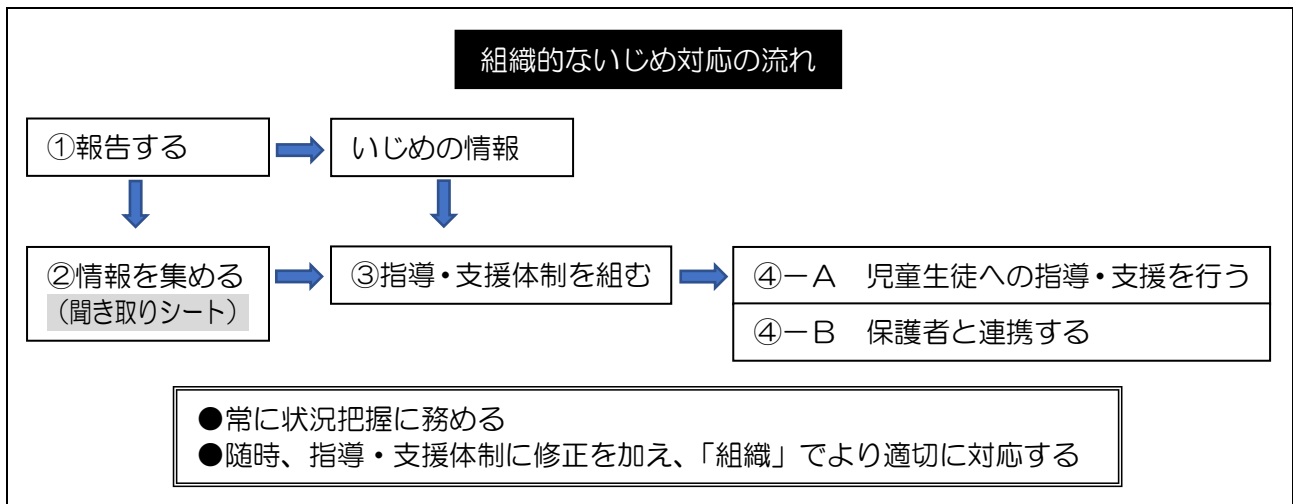 組織的ないじめ対応の流れ
①報告する
いじめの情報
②情報を集める
（聞き取りシート）
③指導・支援体制を組む
④－A　児童生徒への指導・支援を行う
④－B　保護者と連携する
●常に状況把握に務める
●随時、指導・支援体制に修正を加え、「組織」でより適切に対応する